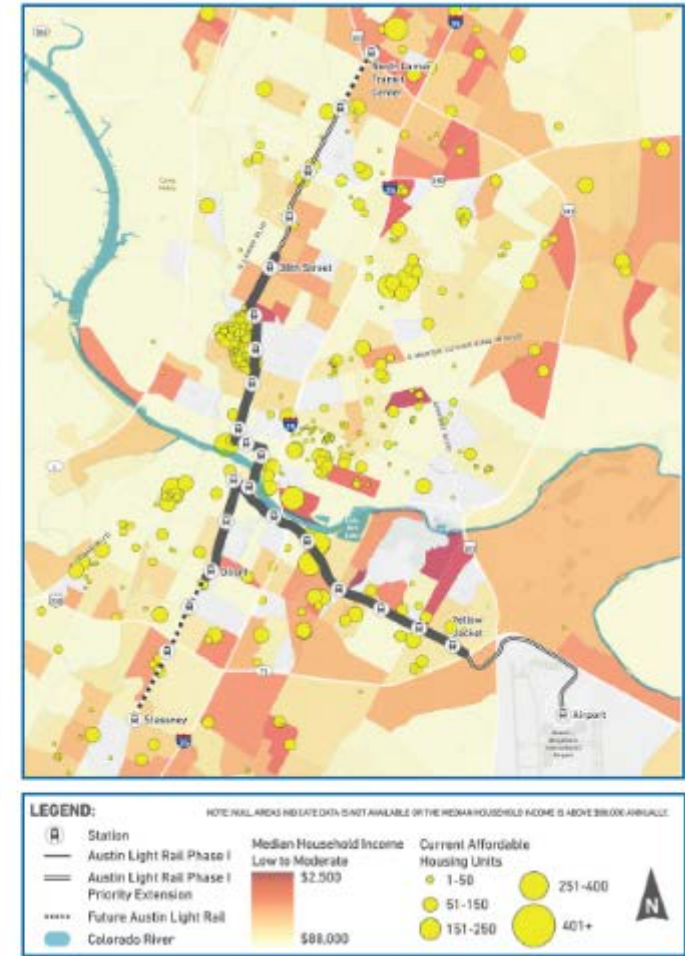 North Lamar
Transit
Center
38th Street
Oltorf
Yellow
Jacket
Slaughter
Airport
LEGEND:
NOTE: NULL AREAS INDICATE DATA IS NOT AVAILABLE OR THE MEDIAN HOUSEHOLD INCOME IS ABOVE $88,000 ANNUALLY.
Station
Austin Light Rail Phase I
Austin Light Rail Phase I
Priority Extension
Future Austin Light Rail
Colorado River
Median Household Income
Low to Moderate
$2,500
$88,000
Current Affordable
Housing Units
1-50
51-150
151-250
251-400
401+
N